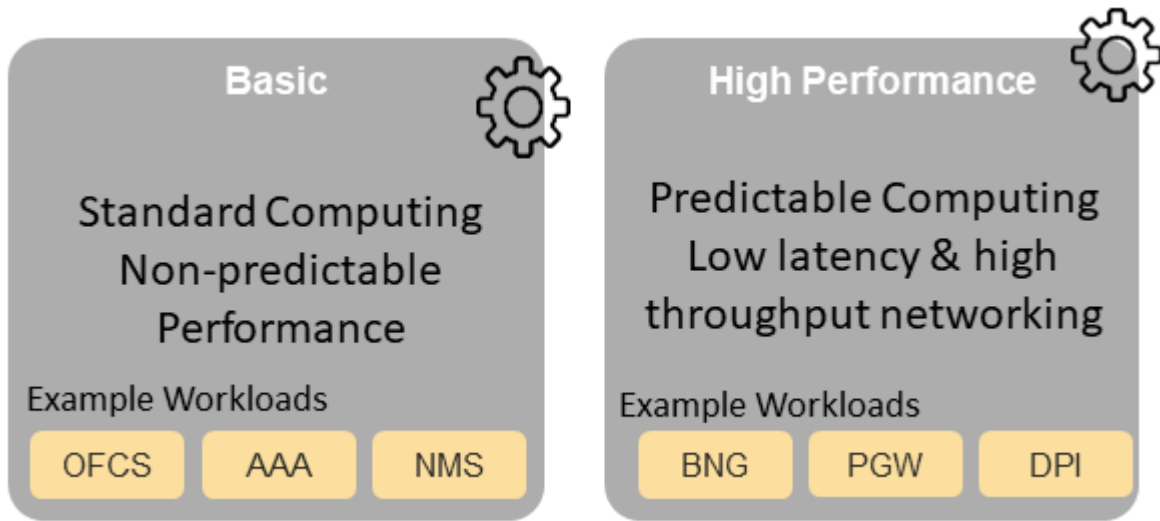 Basic
Standard Computing
Non-predictable
Performance
Example Workloads
OFCS
AAA
NMS
High Performance
Predictable Computing
Low latency & high
throughput networking
Example Workloads
BNG
PGW
DPI